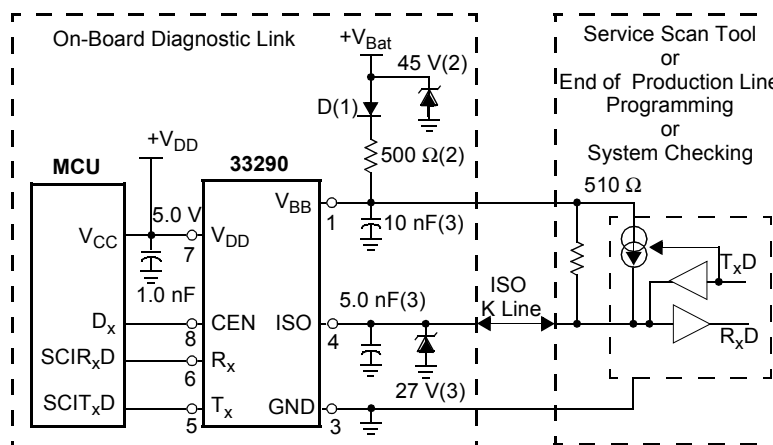 On-Board Diagnostic Link
+VBat
45 V(2)
D(1)
500 Ω(2)
+VDD
MCU
33290
VCC
5.0 V
7
VDD
VBB
1
10 nF(3)
1.0 nF
Dx
8
CEN
ISO
4
5.0 nF(3)
SCIRxD
6
Rx
27 V(3)
SCITxD
5
Tx
GND
3
ISO
K Line
Service Scan Tool
or
End of Production Line
Programming
or
System Checking
510 Ω
TxD
RxD